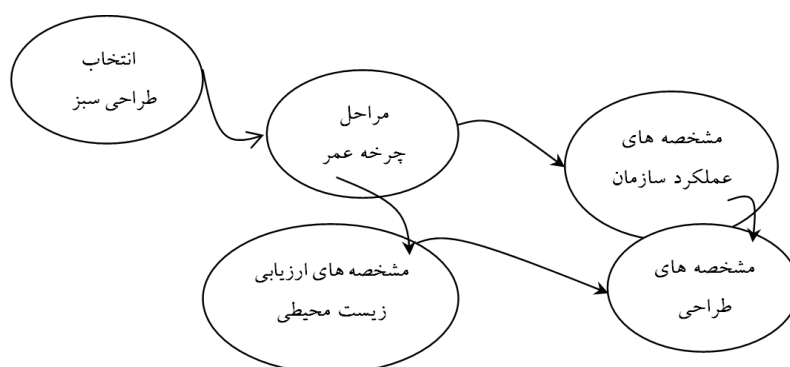 انتخاب
طراحی سبز
مراحل
چرخه عمر
مشخصه های
عملکرد سازمان
مشخصه های ارزیابی
زیست محیطی
مشخصه های
طراحی